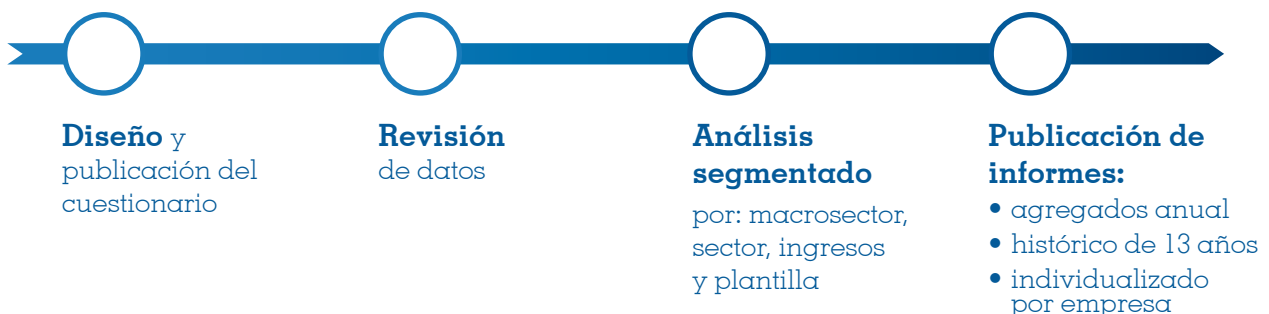 Diseño y
publicación del
cuestionario
Revisión
de datos
Análisis
segmentado
por: macrosector,
sector, ingresos
y plantilla
Publicación de
informes:
• agregados anual
• histórico de 13 años
• individualizado
por empresa